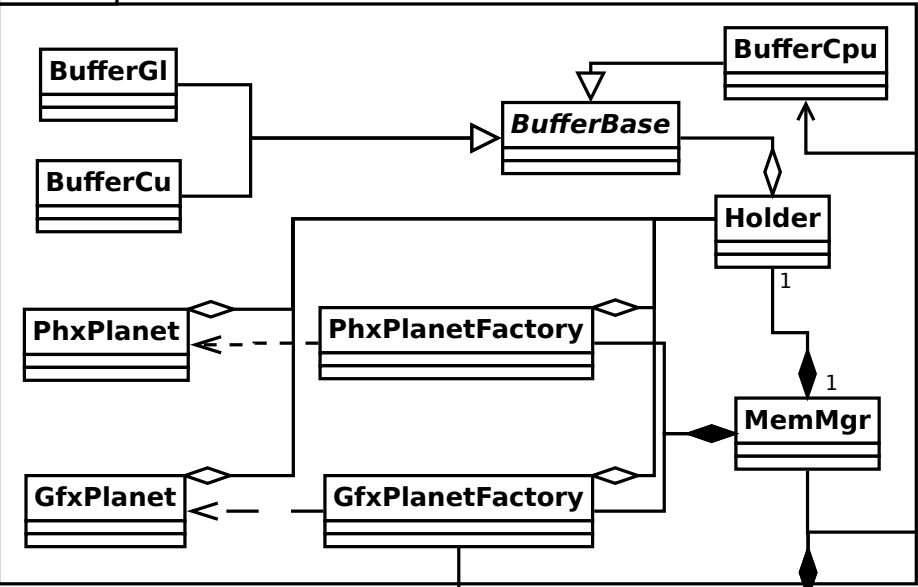 BufferGl
BufferCpu
BufferBase
BufferCu
Holder
1
PhxPlanet
PhxPlanetFactory
1
MemMgr
GfxPlanet
GfxPlanetFactory